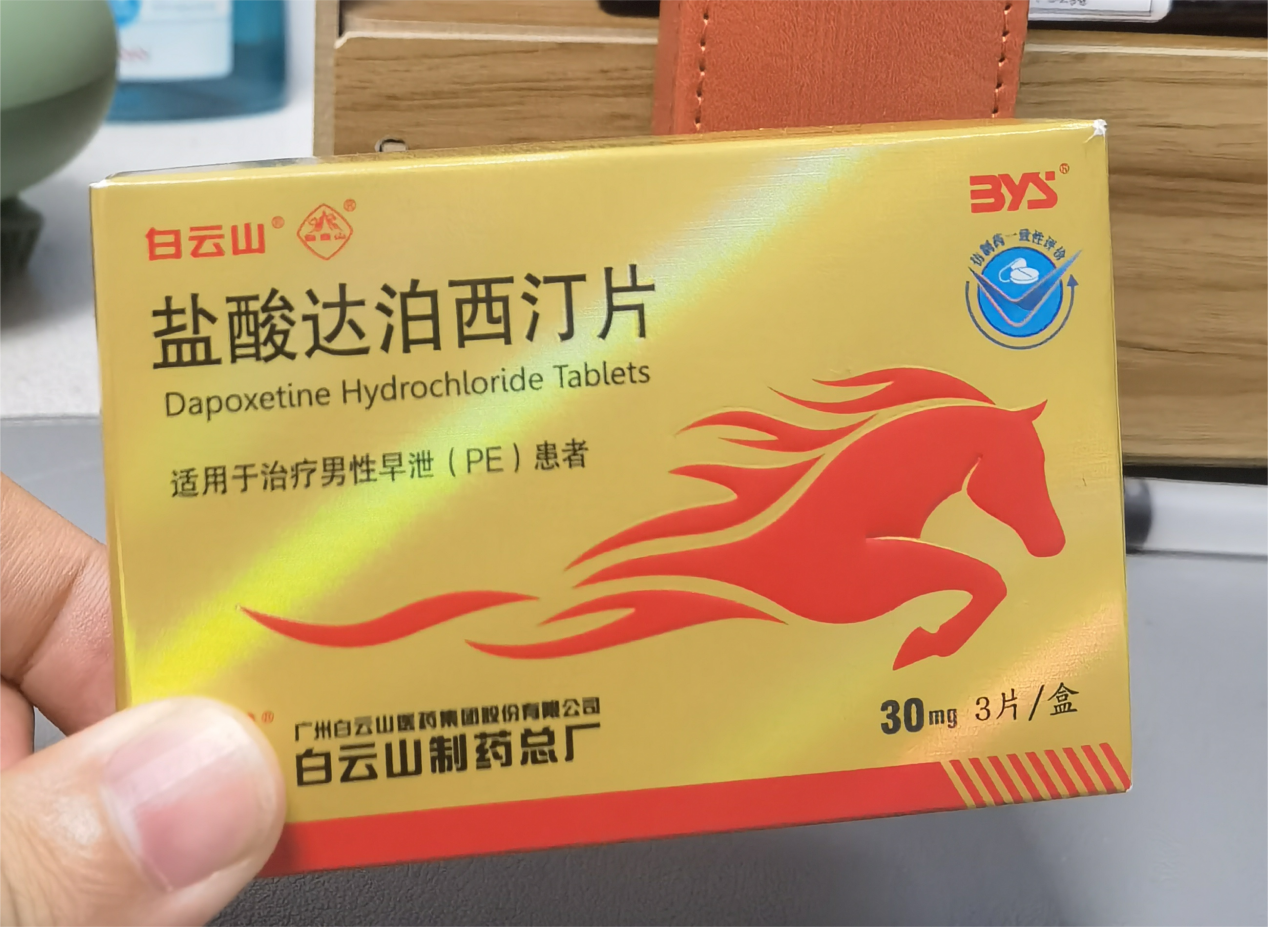 白云山®
白云山
®
BYS®
仿制药一致性评价
盐酸达泊西汀片
Dapoxetine Hydrochloride Tablets
适用于治疗男性早泄（PE）患者
®
广州白云山医药集团股份有限公司
白云山制药总厂
30mg 3片/盒